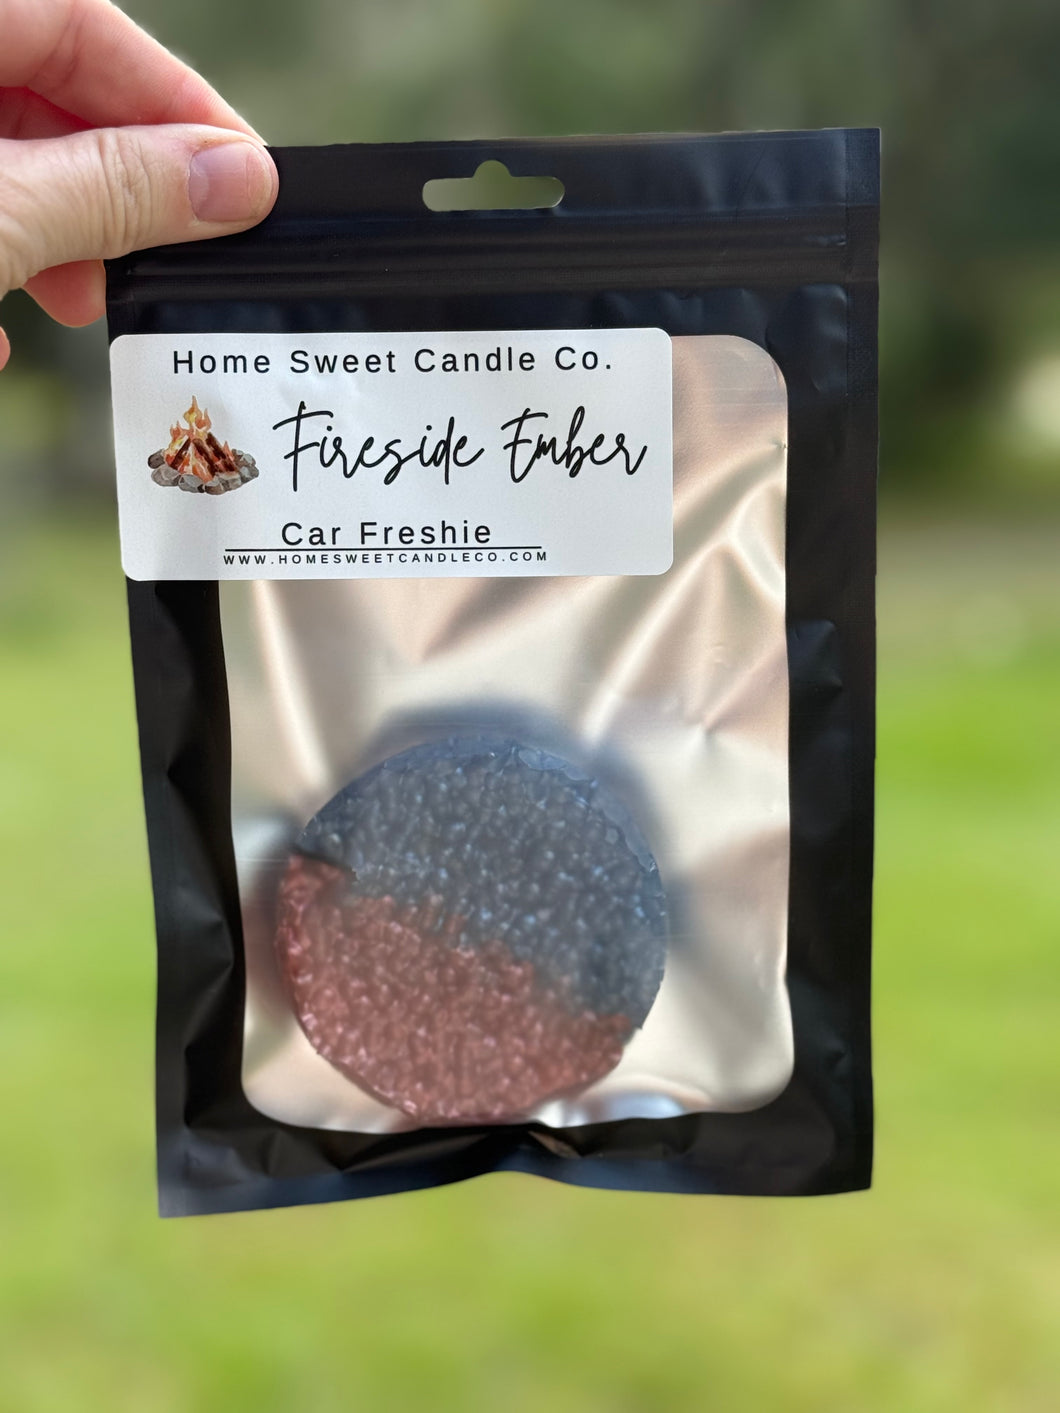 Home Sweet Candle Co.
Fireside Ember
Car Freshie
WWW.HOMESWEETCANDLECO.COM